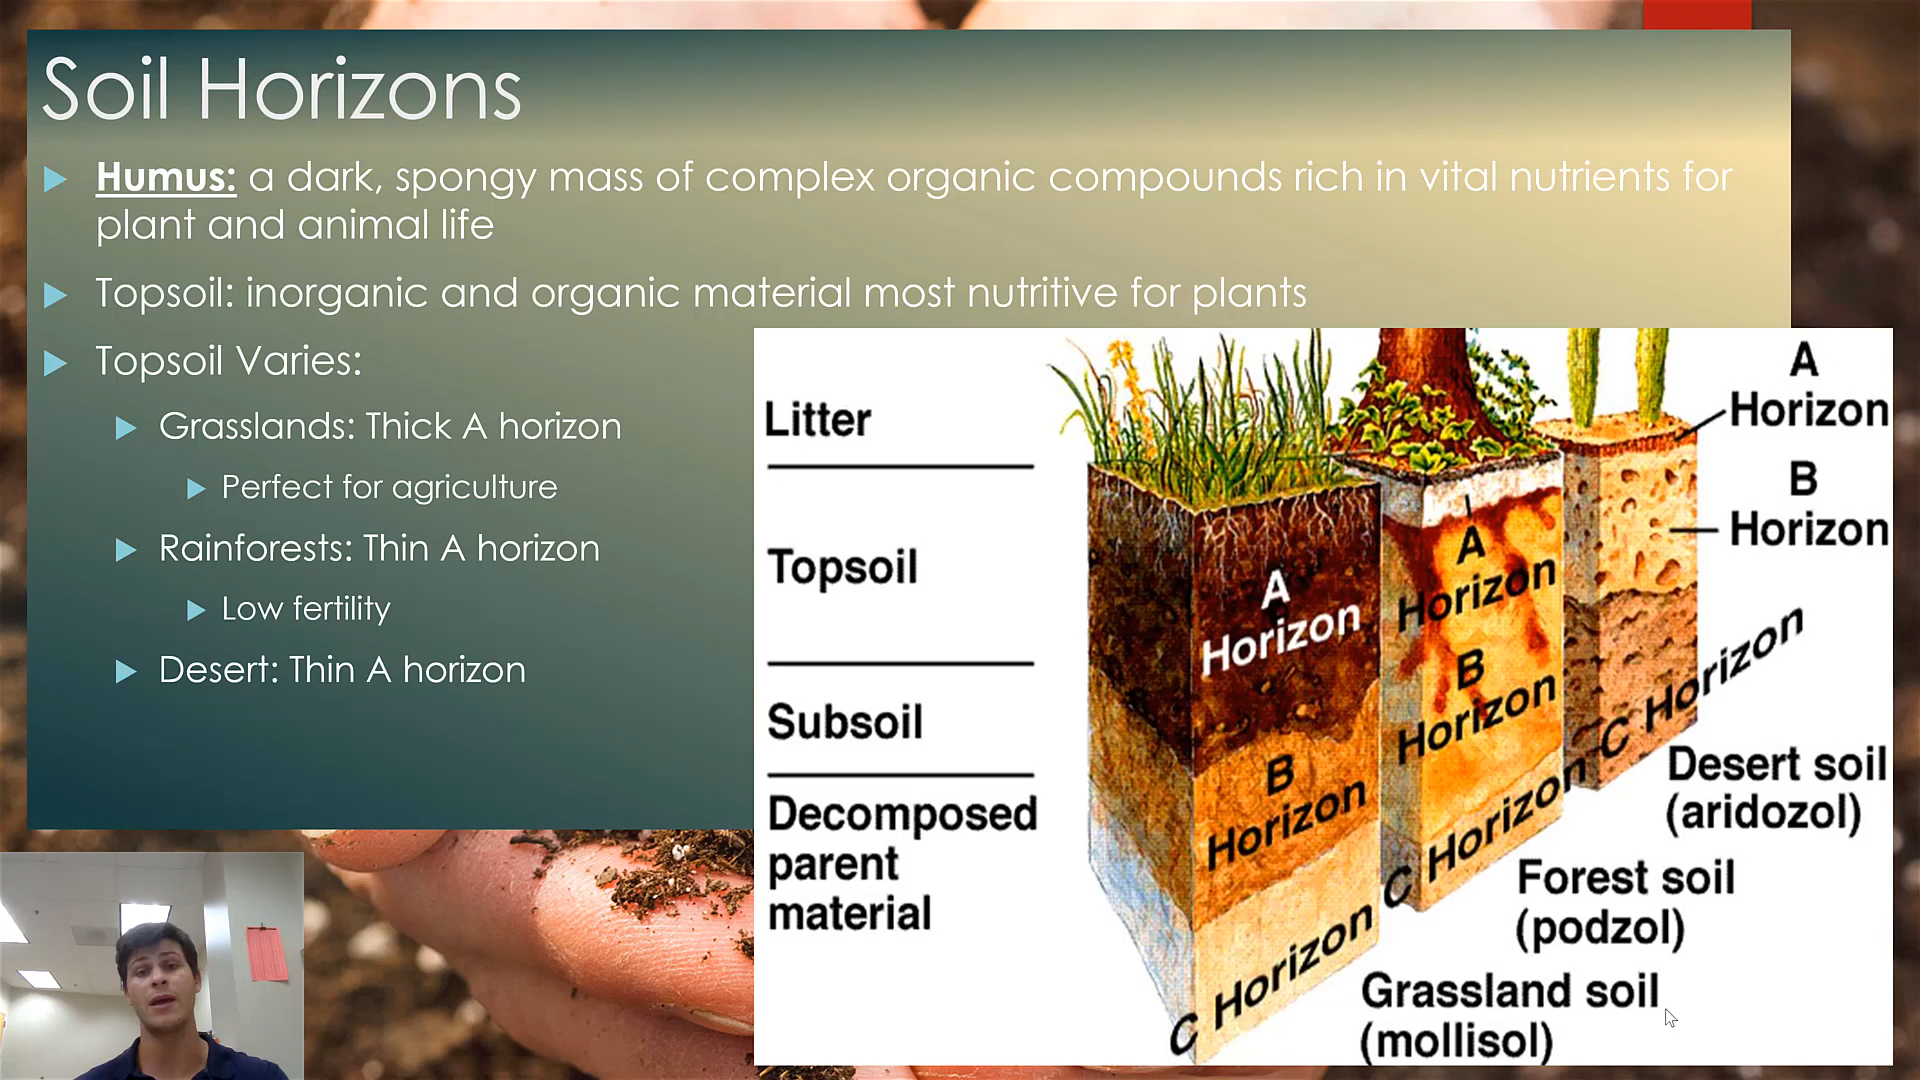 Soil Horizons
Humus: a dark, spongy mass of complex organic compounds rich in vital nutrients for
plant and animal life
Topsoil: inorganic and organic material most nutritive for plants
Topsoil Varies:
Grasslands: Thick A horizon
Perfect for agriculture
Rainforests: Thin A horizon
Low fertility
Desert: Thin A horizon
Litter
Topsoil
Subsoil
Decomposed
parent
material
A
Horizon
B
Horizon
C Horizon
A
Horizon
B
Horizon
C Horizon
A
Horizon
B
Horizon
C Horizon
Desert soil
(aridozol)
Forest soil
(podzol)
Grassland soil
(mollisol)